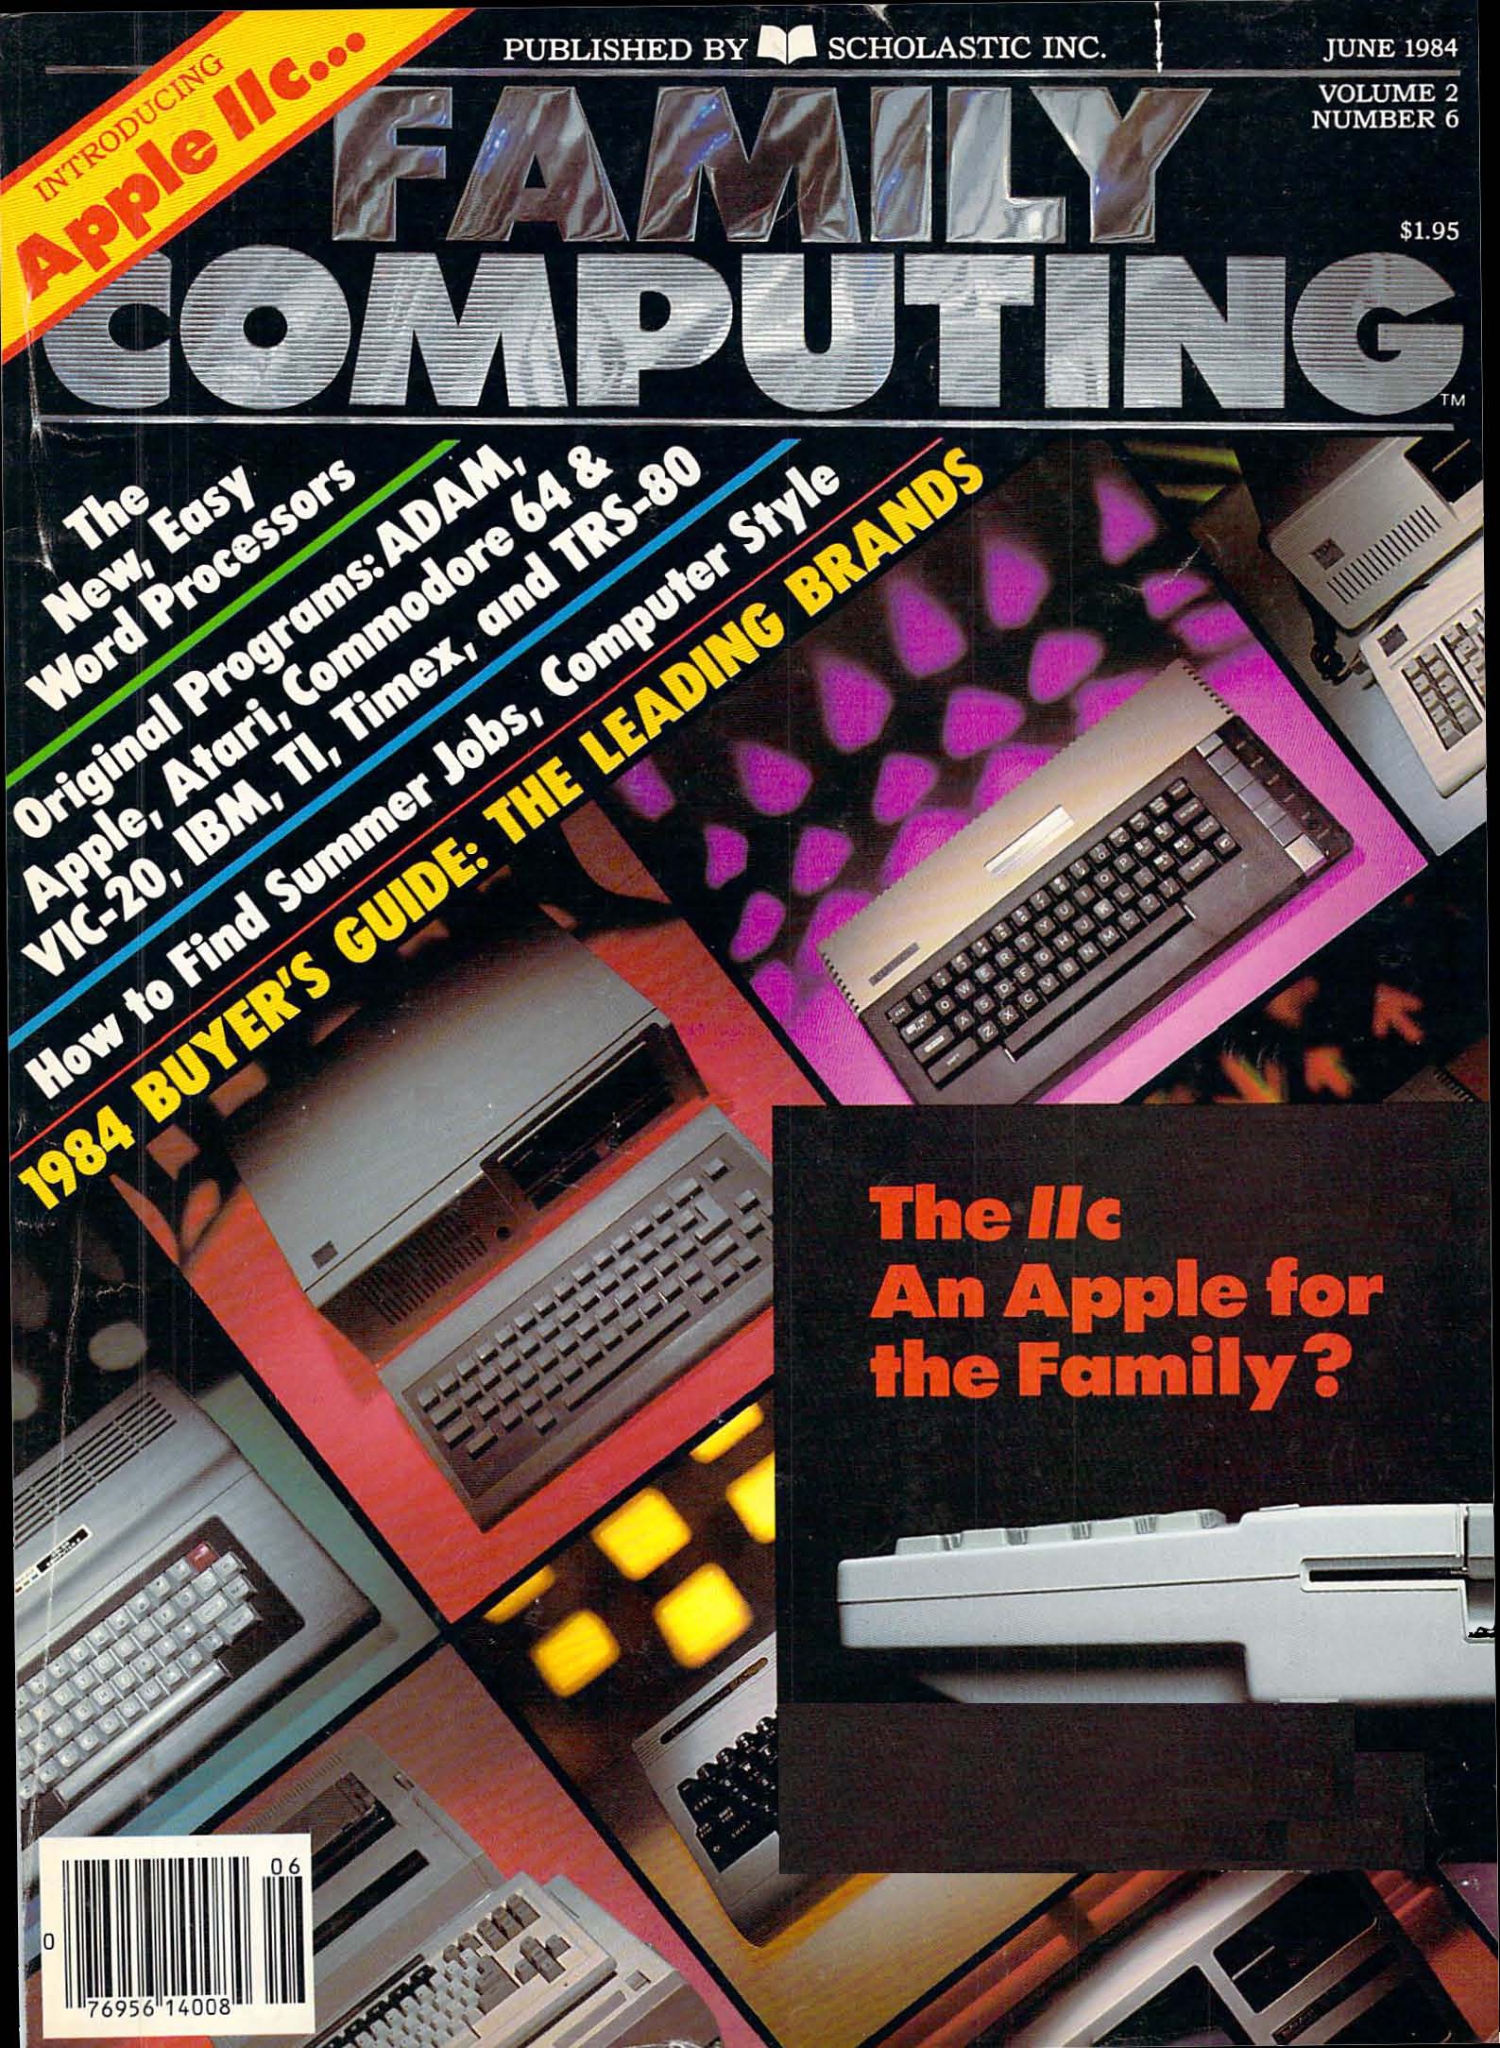 INTRODUCING
Apple IIc...
PUBLISHED BY SCHOLASTIC INC.
JUNE 1984
VOLUME 2
NUMBER 6
$1.95
FAMILY
COMPUTING
TM
The
New, Easy
Word Processors
Original Programs: ADAM,
Apple, Atari, Commodore 64 &
VIC-20, IBM, TI, Timex, and TRS-80
How to Find Summer Jobs, Computer Style
1984 BUYER'S GUIDE: THE LEADING BRANDS
The IIc
An Apple for
the Family?
06
0
76956 14008